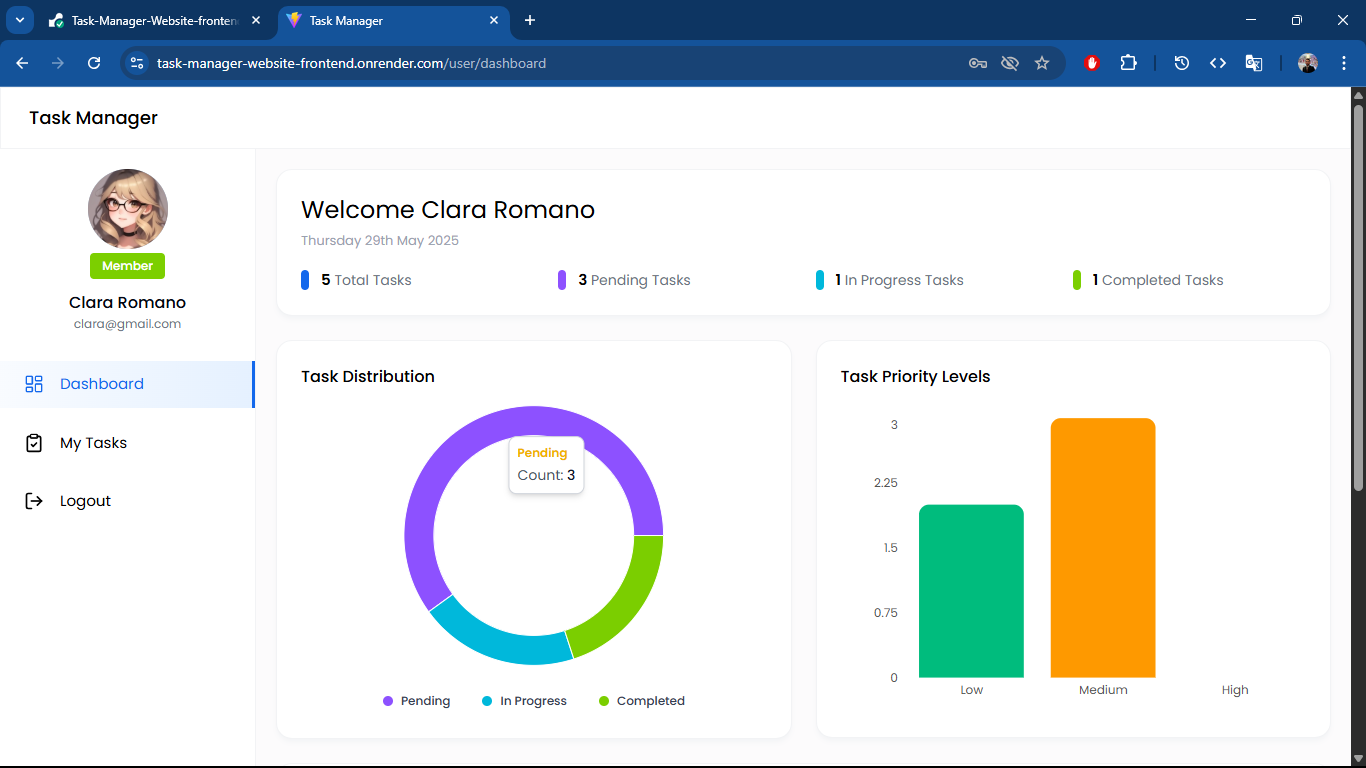 Task-Manager-Website-fronten
Task Manager
task-manager-website-frontend.onrender.com/user/dashboard
Task Manager
Member
Clara Romano
clara@gmail.com
Dashboard
My Tasks
Logout
Welcome Clara Romano
Thursday 29th May 2025
5 Total Tasks
3 Pending Tasks
1 In Progress Tasks
1 Completed Tasks
Task Distribution
Pending
Count: 3
Pending
In Progress
Completed
Task Priority Levels
3
2.25
1.5
0.75
0
Low
Medium
High